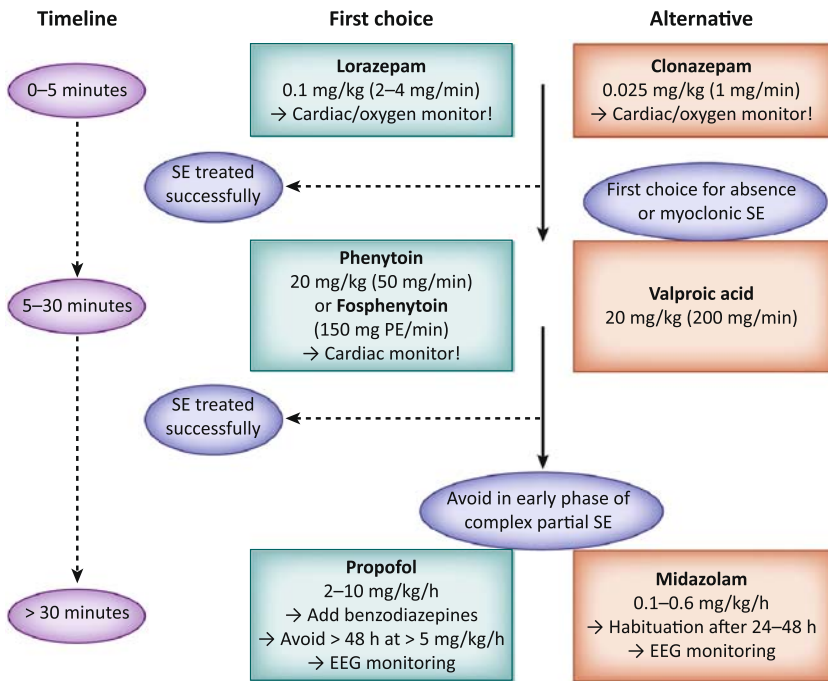 Timeline
First choice
Alternative
0–5 minutes
Lorazepam
0.1 mg/kg (2–4 mg/min)
→ Cardiac/oxygen monitor!
Clonazepam
0.025 mg/kg (1 mg/min)
→ Cardiac/oxygen monitor!
SE treated
successfully
First choice for absence
or myoclonic SE
5–30 minutes
Phenytoin
20 mg/kg (50 mg/min)
or Fosphenytoin
(150 mg PE/min)
→ Cardiac monitor!
Valproic acid
20 mg/kg (200 mg/min)
SE treated
successfully
Avoid in early phase of
complex partial SE
> 30 minutes
Propofol
2–10 mg/kg/h
→ Add benzodiazepines
→ Avoid > 48 h at > 5 mg/kg/h
→ EEG monitoring
Midazolam
0.1–0.6 mg/kg/h
→ Habituation after 24–48 h
→ EEG monitoring